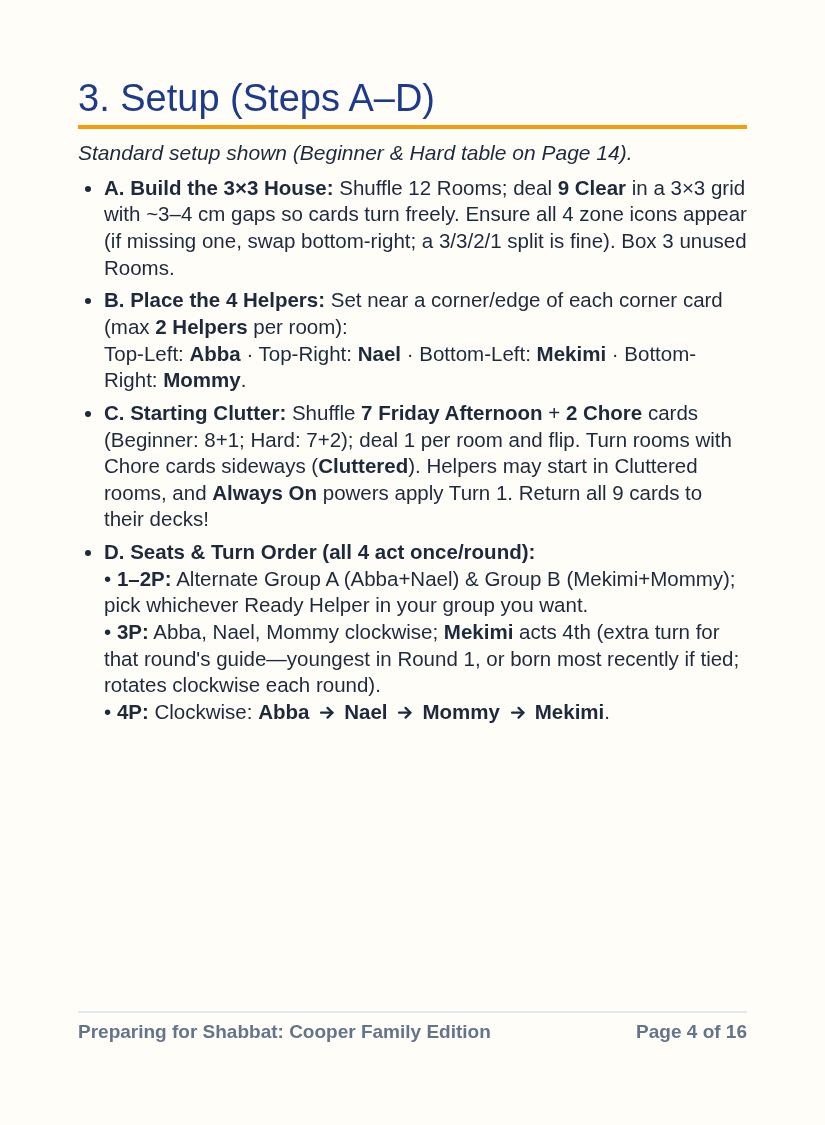 3. Setup (Steps A–D)
Standard setup shown (Beginner & Hard table on Page 14).
• A. Build the 3×3 House: Shuffle 12 Rooms; deal 9 Clear in a 3×3 grid
with ~3–4 cm gaps so cards turn freely. Ensure all 4 zone icons appear
(if missing one, swap bottom-right; a 3/3/2/1 split is fine). Box 3 unused
Rooms.
• B. Place the 4 Helpers: Set near a corner/edge of each corner card
(max 2 Helpers per room):
Top-Left: Abba · Top-Right: Nael · Bottom-Left: Mekimi · Bottom-
Right: Mommy.
• C. Starting Clutter: Shuffle 7 Friday Afternoon + 2 Chore cards
(Beginner: 8+1; Hard: 7+2); deal 1 per room and flip. Turn rooms with
Chore cards sideways (Cluttered). Helpers may start in Cluttered
rooms, and Always On powers apply Turn 1. Return all 9 cards to
their decks!
• D. Seats & Turn Order (all 4 act once/round):
• 1–2P: Alternate Group A (Abba+Nael) & Group B (Mekimi+Mommy);
pick whichever Ready Helper in your group you want.
• 3P: Abba, Nael, Mommy clockwise; Mekimi acts 4th (extra turn for
that round's guide—youngest in Round 1, or born most recently if tied;
rotates clockwise each round).
• 4P: Clockwise: Abba → Nael → Mommy → Mekimi.
Preparing for Shabbat: Cooper Family Edition
Page 4 of 16